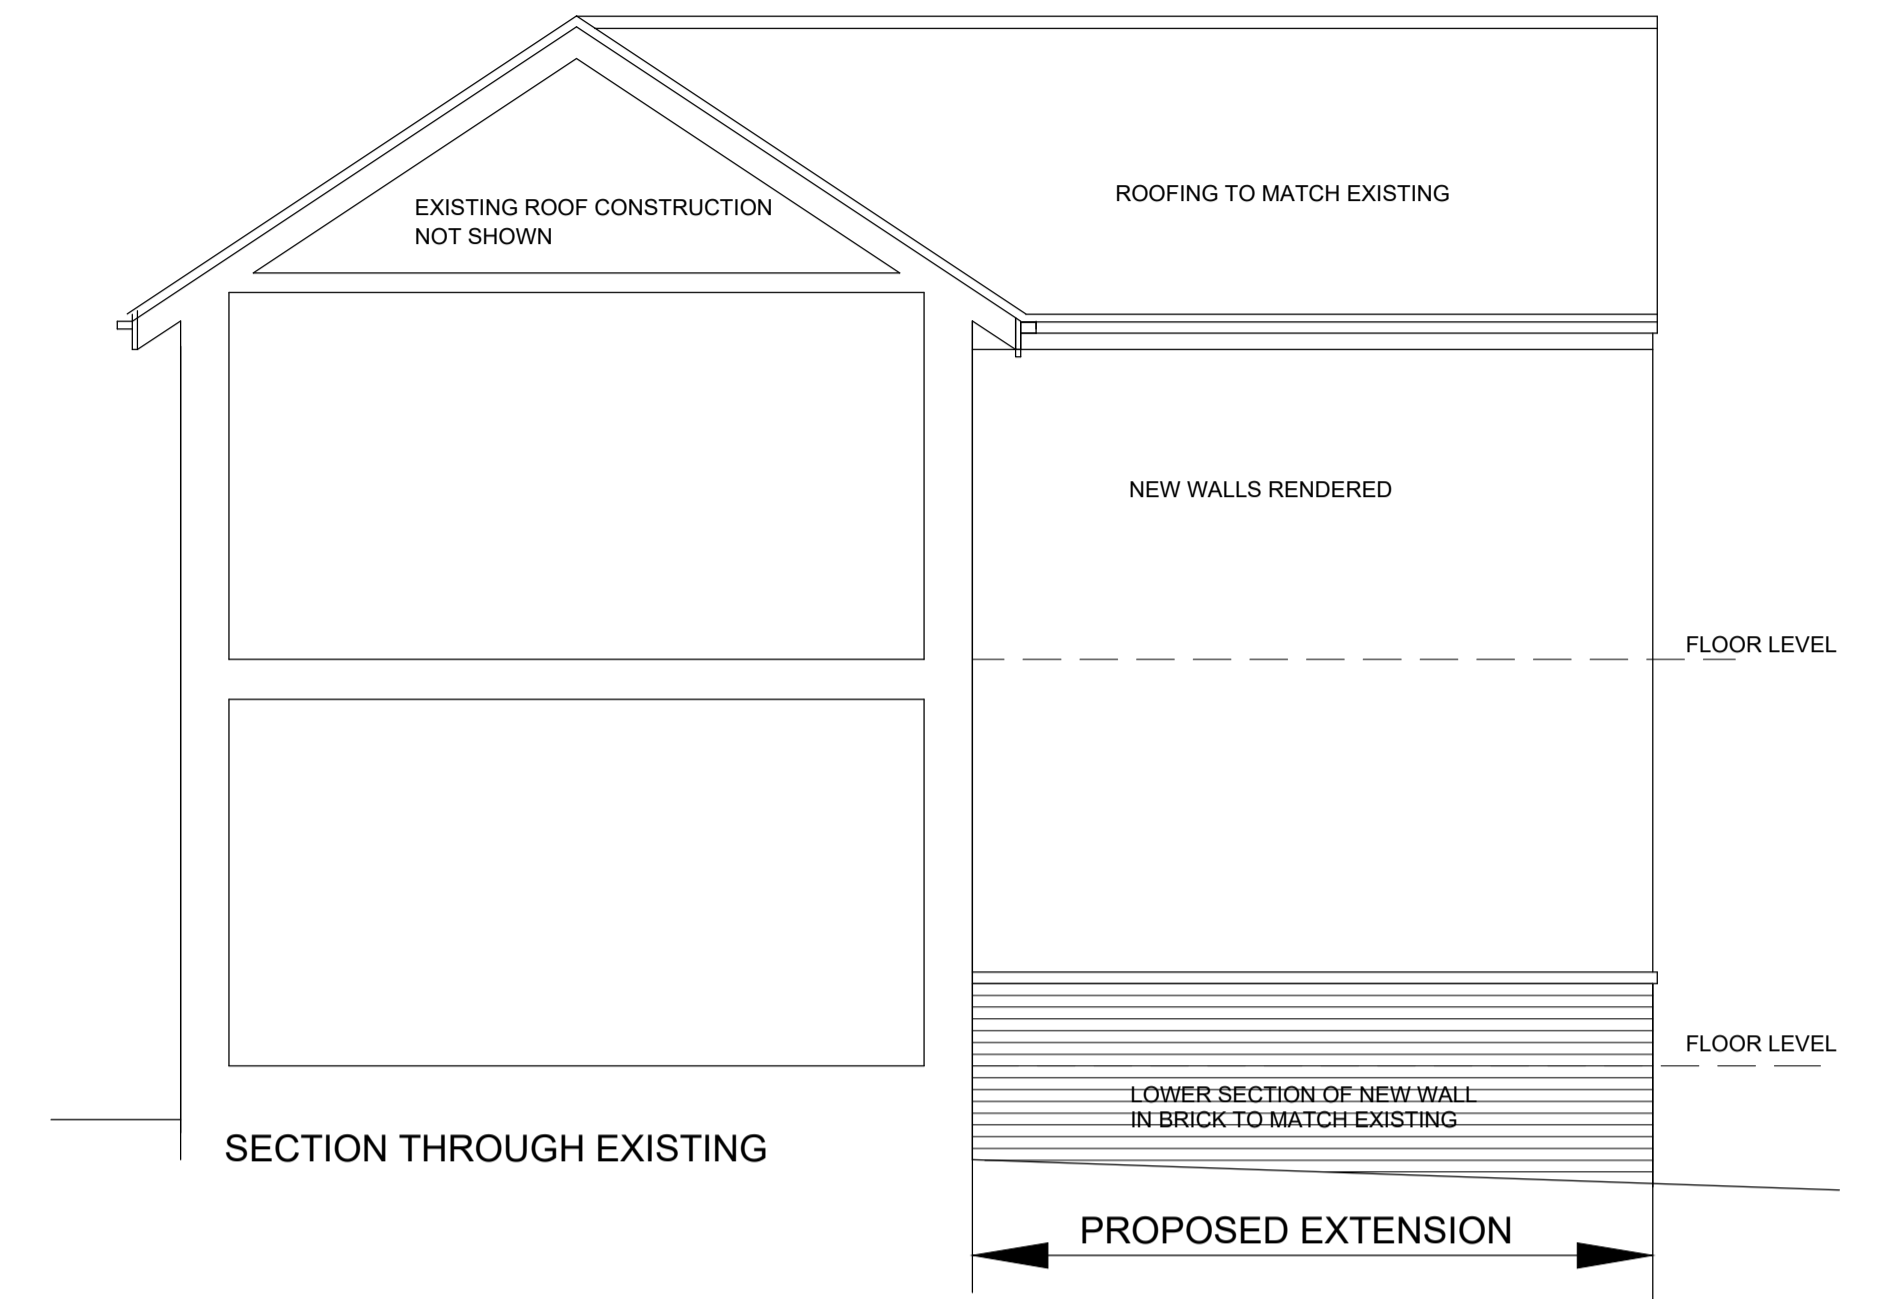 EXISTING ROOF CONSTRUCTION
NOT SHOWN
ROOFING TO MATCH EXISTING
NEW WALLS RENDERED
FLOOR LEVEL
FLOOR LEVEL
LOWER SECTION OF NEW WALL
IN BRICK TO MATCH EXISTING
SECTION THROUGH EXISTING
PROPOSED EXTENSION